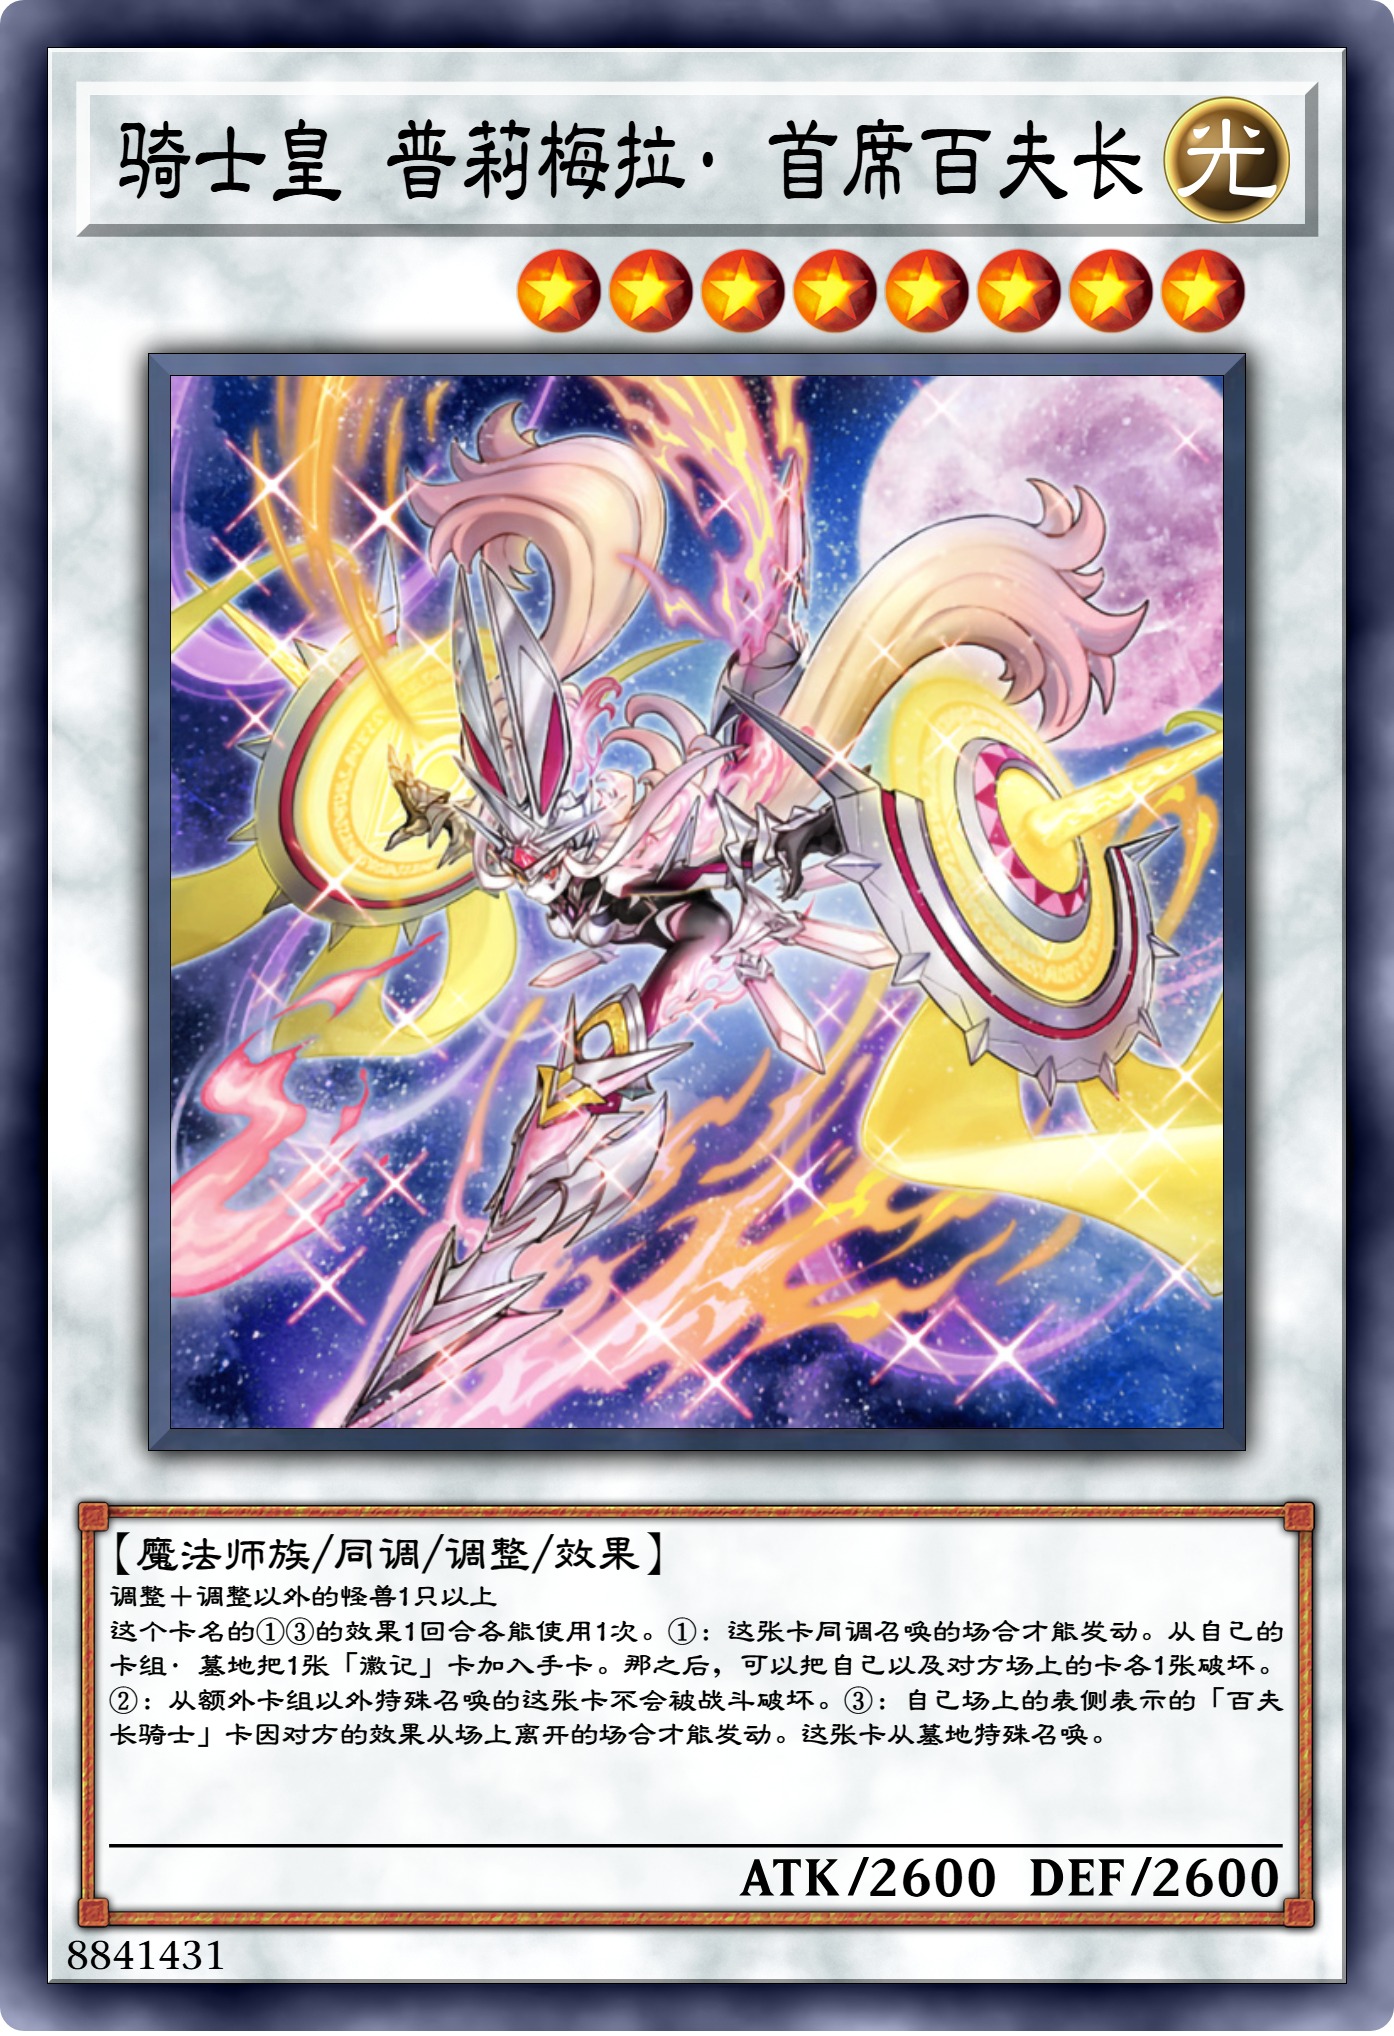 骑士皇 普莉梅拉·首席百夫长 光
【魔法师族/同调/调整/效果】
调整＋调整以外的怪兽1只以上
这个卡名的①③的效果1回合各能使用1次。①：这张卡同调召唤的场合才能发动。从自己的
卡组·墓地把1张「徽记」卡加入手卡。那之后，可以把自己以及对方场上的卡各1张破坏。
②：从额外卡组以外特殊召唤的这张卡不会被战斗破坏。③：自己场上的表侧表示的「百夫
长骑士」卡因对方的效果从场上离开的场合才能发动。这张卡从墓地特殊召唤。
ATK/2600 DEF/2600
8841431